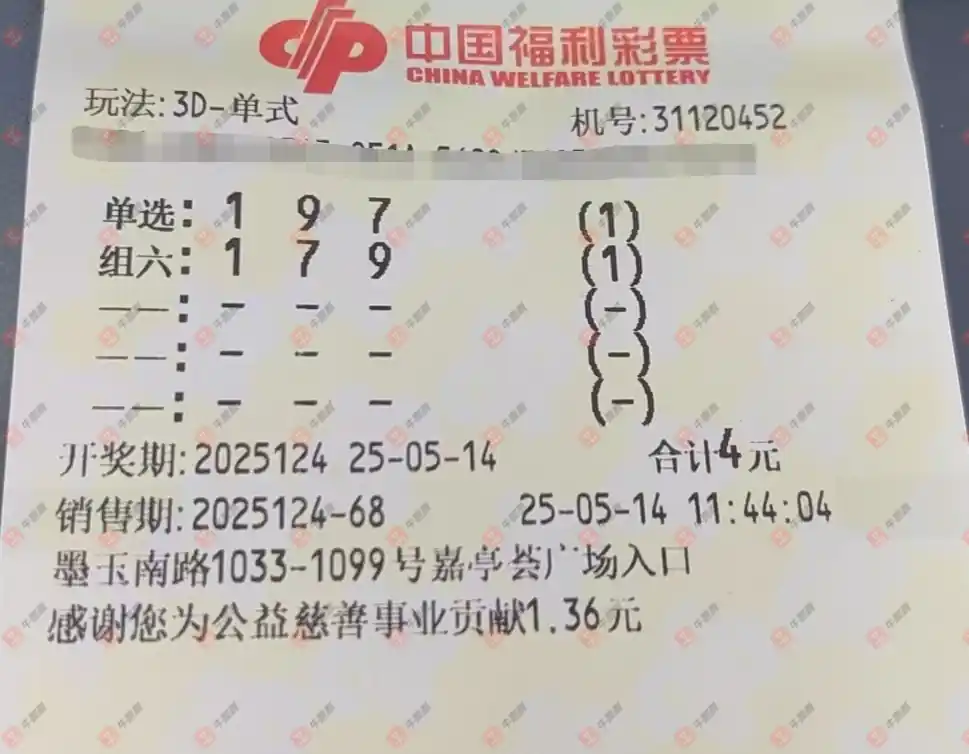 中国福利彩票
CHINA WELFARE LOTTERY
玩法:3D-单式 机号:31120452
单选: 1 9 7 (1)
组六: 1 7 9 (1)
——: - - - (-)
——: - - - (-)
——: - - - (-)
开奖期:2025124 25-05-14 合计4元
销售期:2025124-68 25-05-14 11:44:04
墨玉南路1033-1099号嘉亭荟广场入口
感谢您为公益慈善事业贡献1.36元